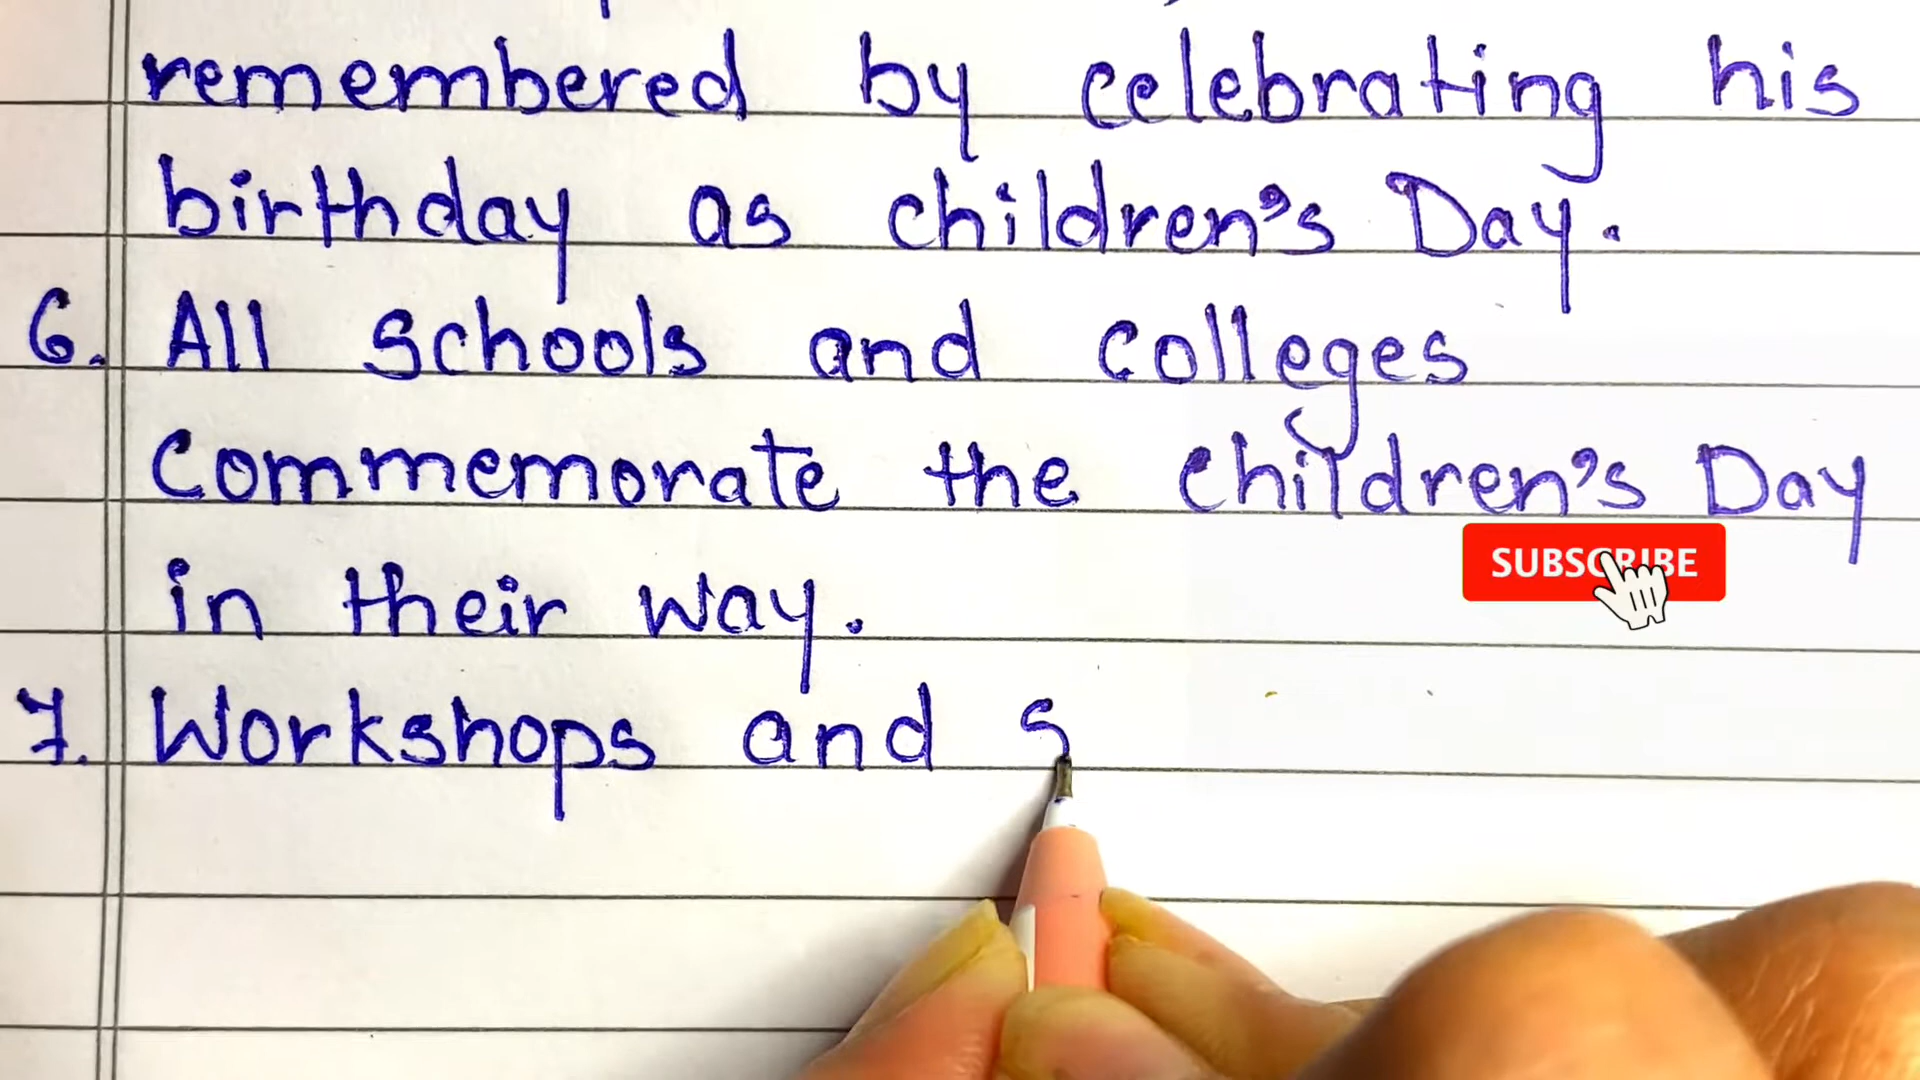 remembered by celebrating his
birthday as children's Day.
6. All schools and colleges
Commemorate the children's Day
SUBSCRIBE
in their way.
7. Workshops and s